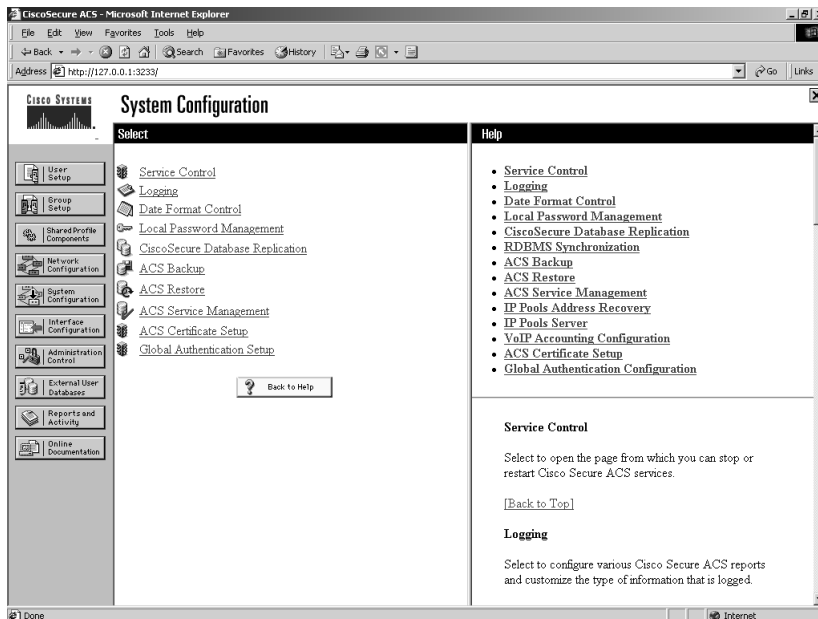 CiscoSecure ACS - Microsoft Internet Explorer
File Edit View Favorites Tools Help
Back Search Favorites History
Address http://127.0.0.1:3233/ Go Links
CISCO SYSTEMS
System Configuration
Select
Help
User Setup
Group Setup
Shared Profile Components
Network Configuration
System Configuration
Interface Configuration
Administration Control
External User Databases
Reports and Activity
Online Documentation
Service Control
Logging
Date Format Control
Local Password Management
CiscoSecure Database Replication
ACS Backup
ACS Restore
ACS Service Management
ACS Certificate Setup
Global Authentication Setup
Back to Help
• Service Control
• Logging
• Date Format Control
• Local Password Management
• CiscoSecure Database Replication
• RDBMS Synchronization
• ACS Backup
• ACS Restore
• ACS Service Management
• IP Pools Address Recovery
• IP Pools Server
• VoIP Accounting Configuration
• ACS Certificate Setup
• Global Authentication Configuration
Service Control
Select to open the page from which you can stop or
restart Cisco Secure ACS services.
[Back to Top]
Logging
Select to configure various Cisco Secure ACS reports
and customize the type of information that is logged.
Done
Internet